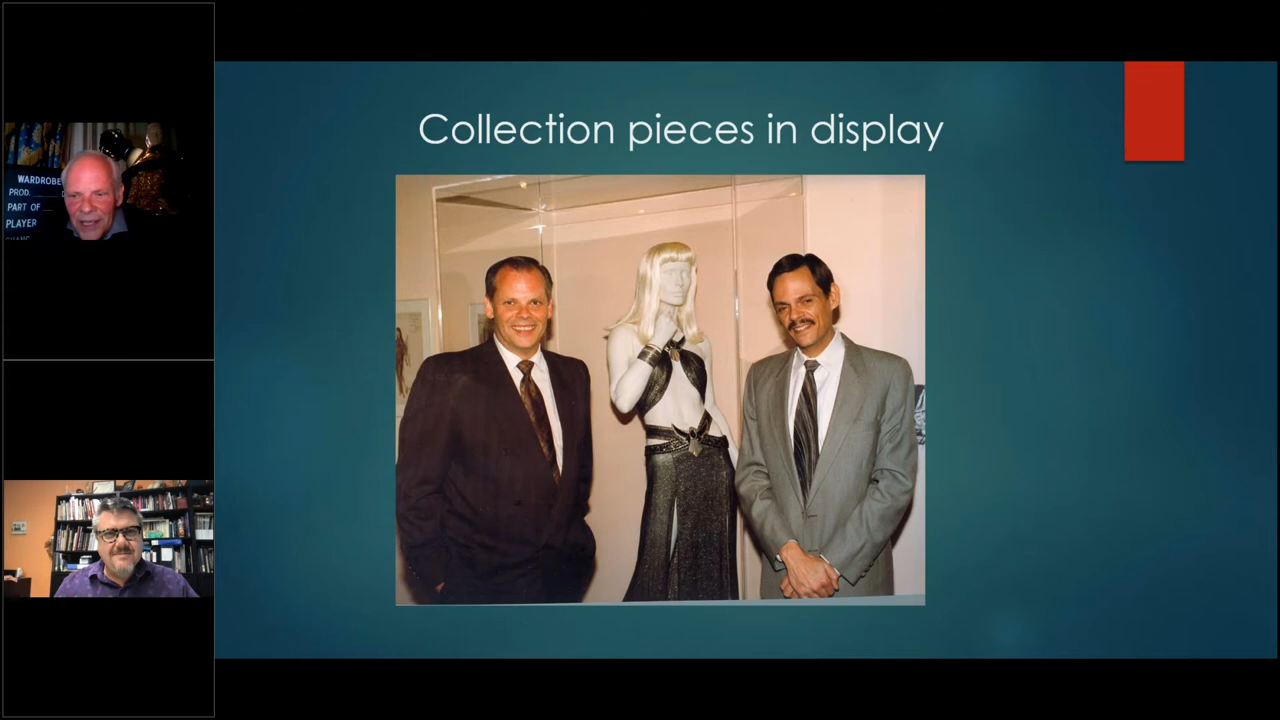 Collection pieces in display
WARDROBE
PROD.
PART OF
PLAYER